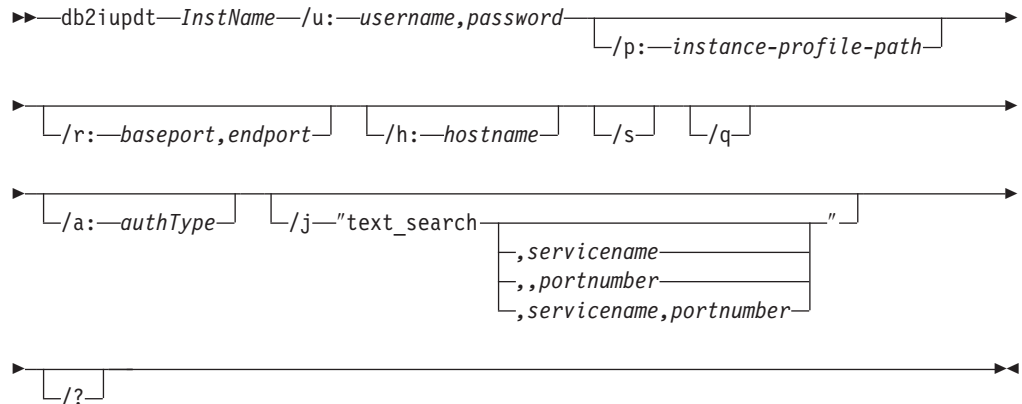 db2iupdt InstName /u: username,password
/p: instance-profile-path
/r: baseport,endport /h: hostname /s /q
/a: authType /j "text_search "
,servicename
,,portnumber
,servicename,portnumber
/?